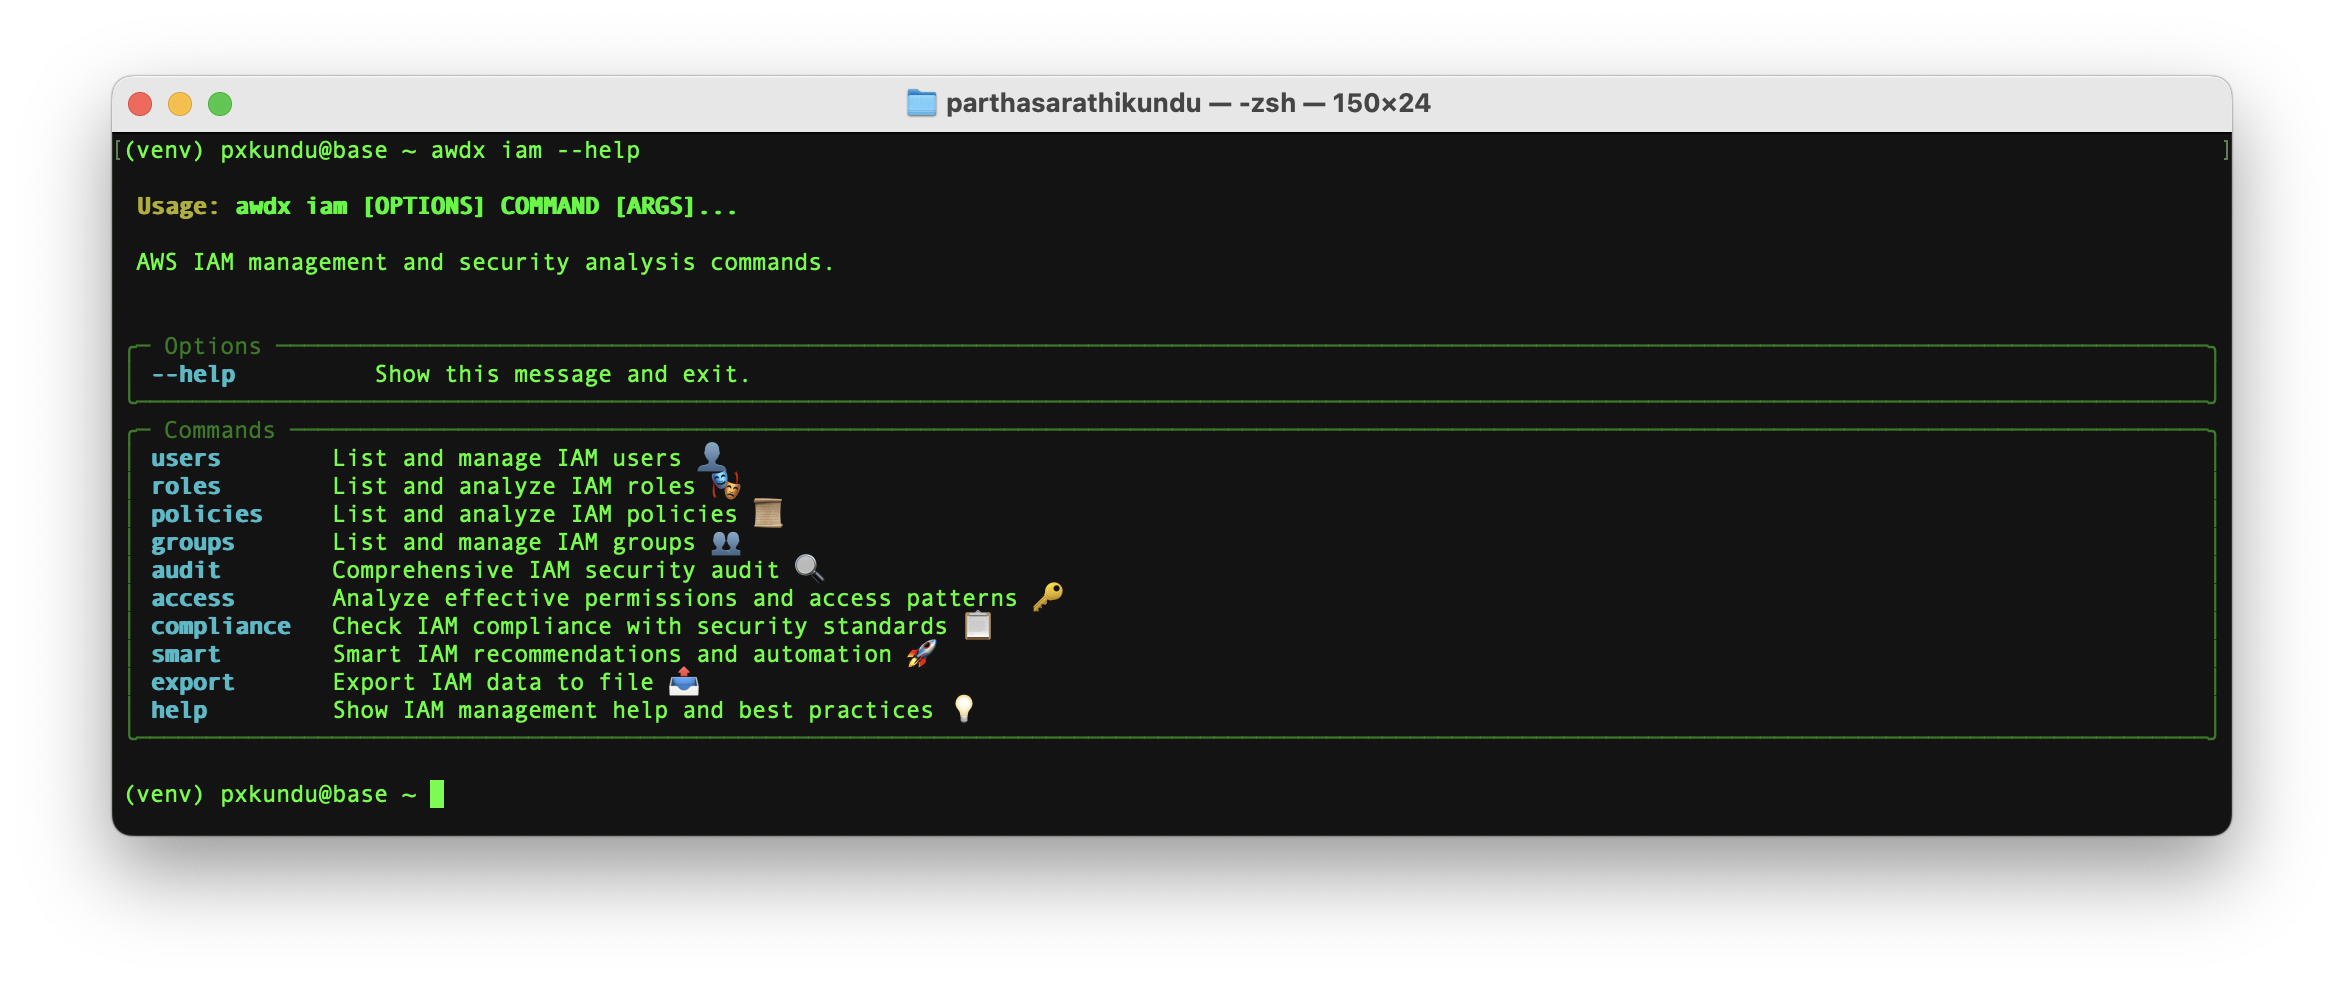 parthasarathikundu — -zsh — 150×24
[(venv) pxkundu@base ~ awdx iam --help ]
Usage: awdx iam [OPTIONS] COMMAND [ARGS]...
AWS IAM management and security analysis commands.
Options
--help Show this message and exit.
Commands
users List and manage IAM users 👤
roles List and analyze IAM roles 🎭
policies List and analyze IAM policies 📜
groups List and manage IAM groups 👥
audit Comprehensive IAM security audit 🔍
access Analyze effective permissions and access patterns 🔑
compliance Check IAM compliance with security standards 📋
smart Smart IAM recommendations and automation 🚀
export Export IAM data to file 📤
help Show IAM management help and best practices 💡
(venv) pxkundu@base ~